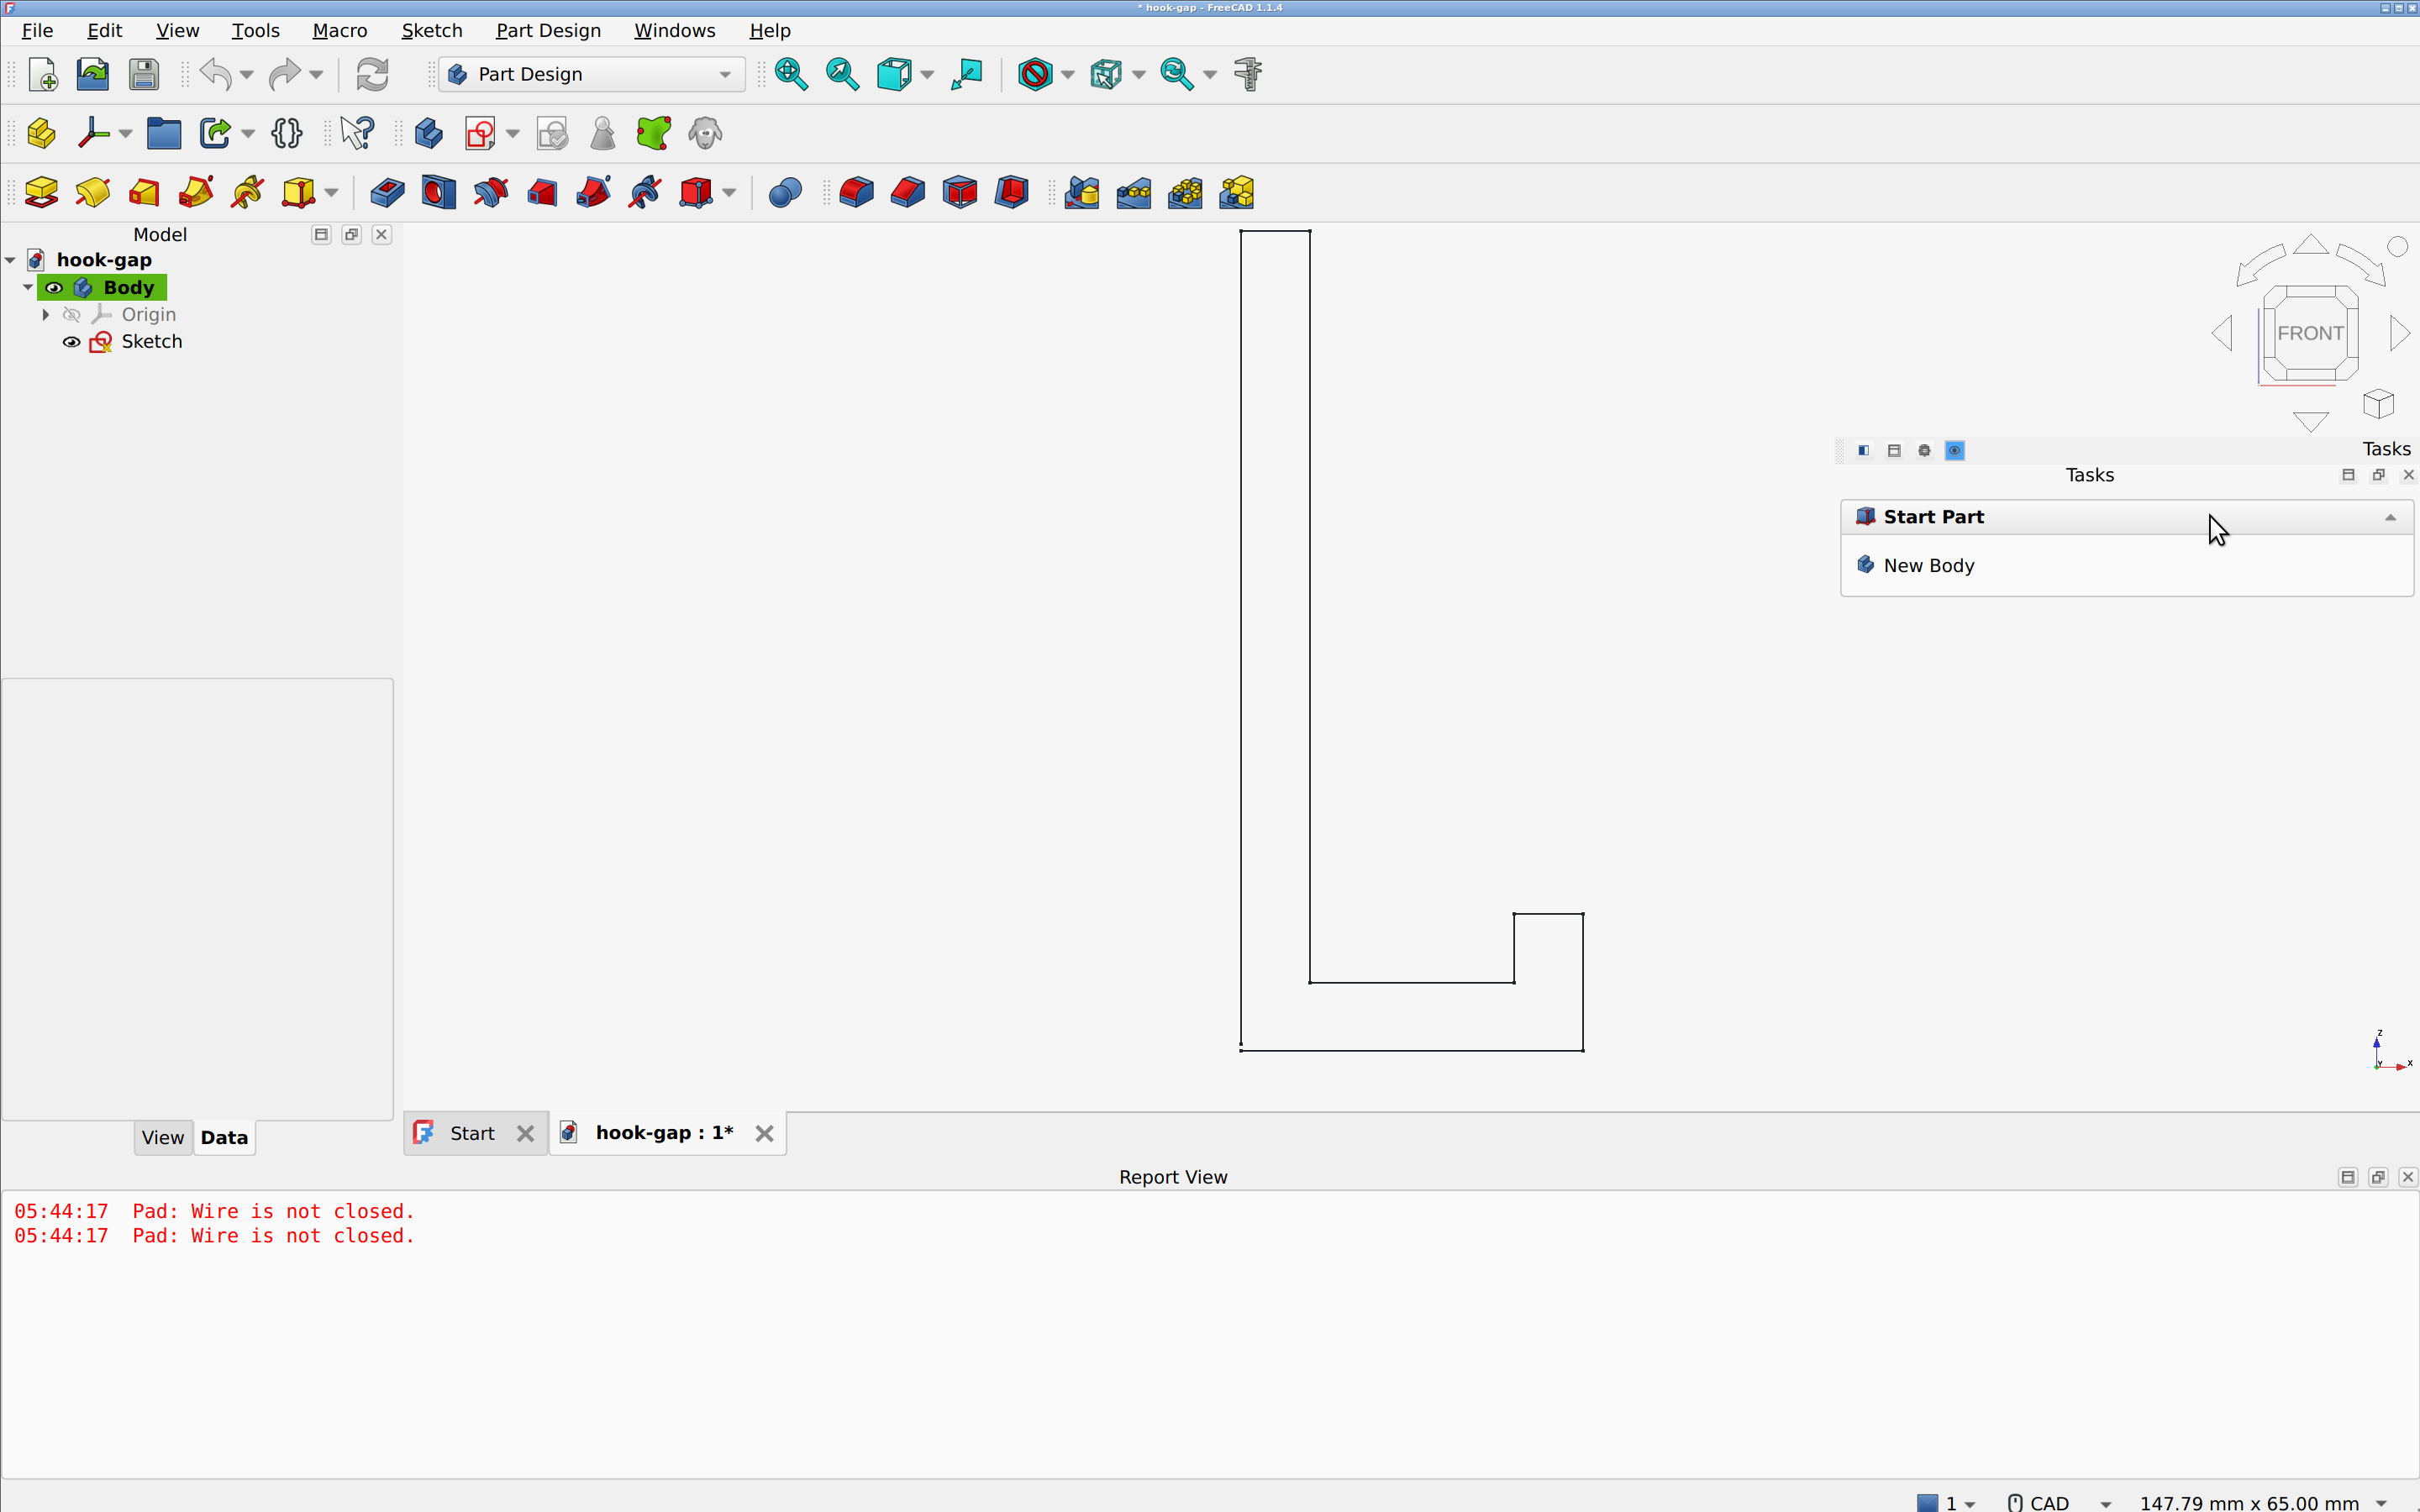 * hook-gap - FreeCAD 1.1.4
File Edit View Tools Macro Sketch Part Design Windows Help
Part Design
Model
hook-gap
Body
Origin
Sketch
FRONT
Tasks
Tasks
Start Part
New Body
z
x
Y
View Data
Start hook-gap : 1*
Report View
05:44:17 Pad: Wire is not closed.
05:44:17 Pad: Wire is not closed.
1 CAD 147.79 mm x 65.00 mm